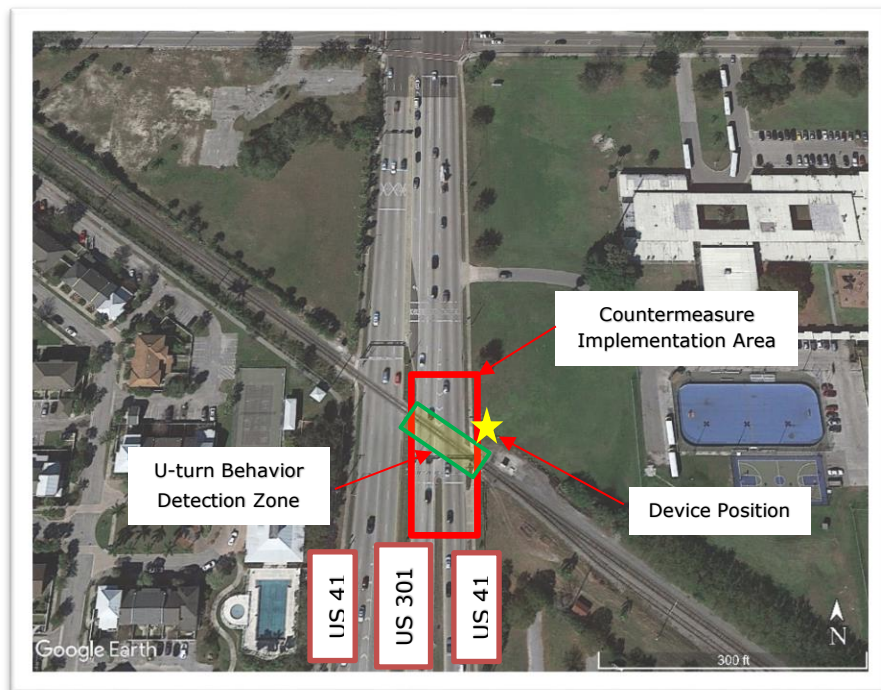 Countermeasure
Implementation Area
U-turn Behavior
Detection Zone
Device Position
US 41
US 301
US 41
Google Earth
N
300 ft